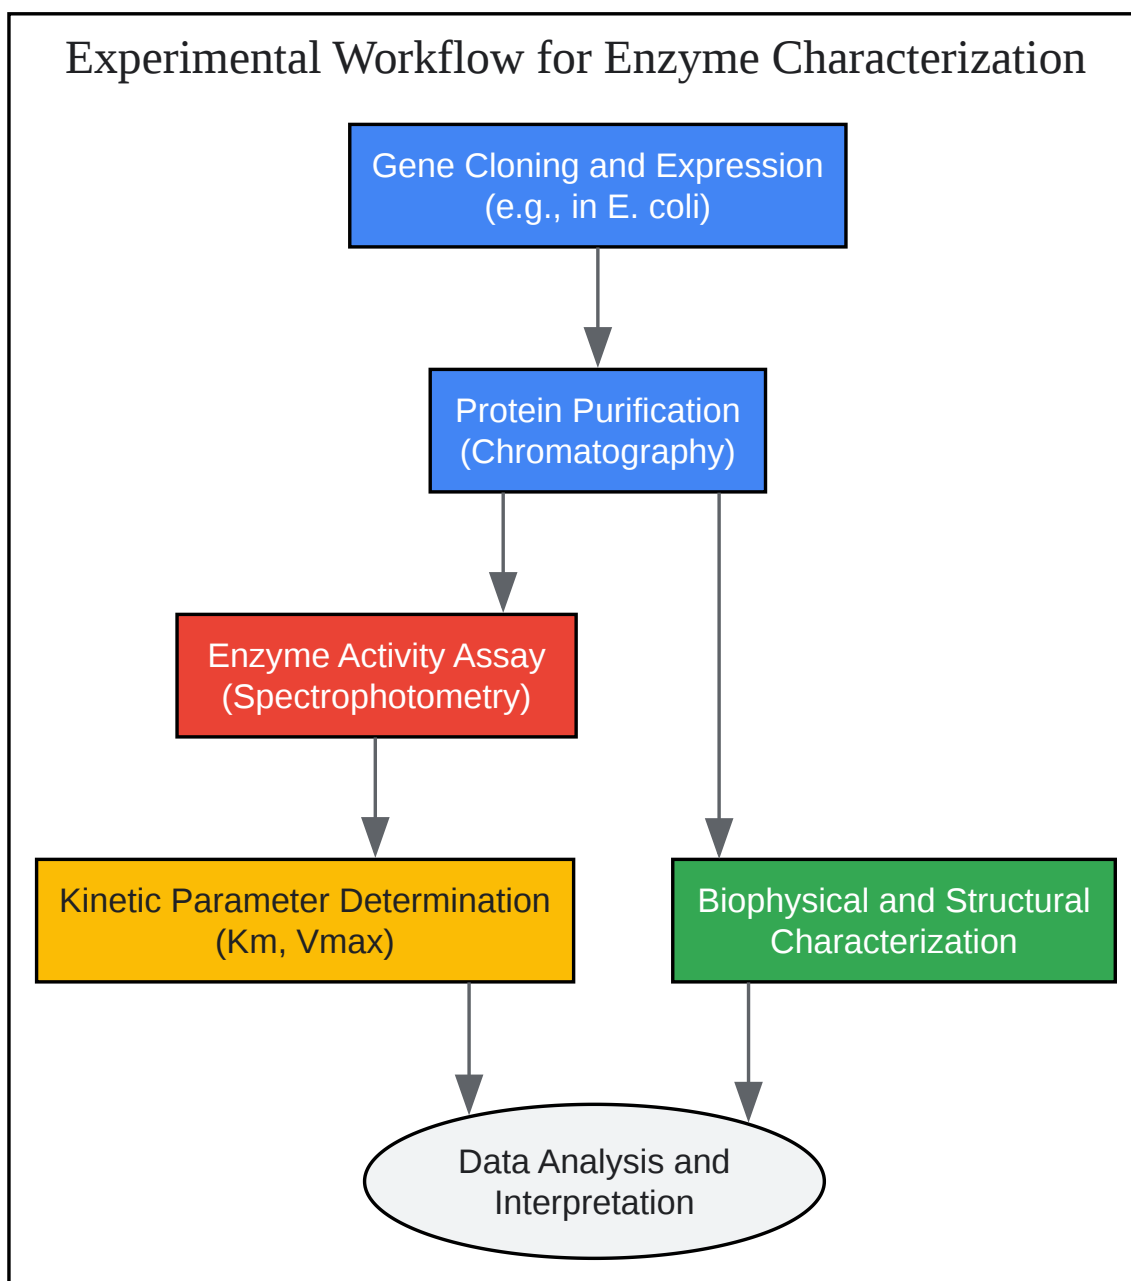 Experimental Workflow for Enzyme Characterization
Gene Cloning and Expression
(e.g., in E. coli)
Protein Purification
(Chromatography)
Enzyme Activity Assay
(Spectrophotometry)
Kinetic Parameter Determination
(Km, Vmax)
Biophysical and Structural
Characterization
Data Analysis and
Interpretation